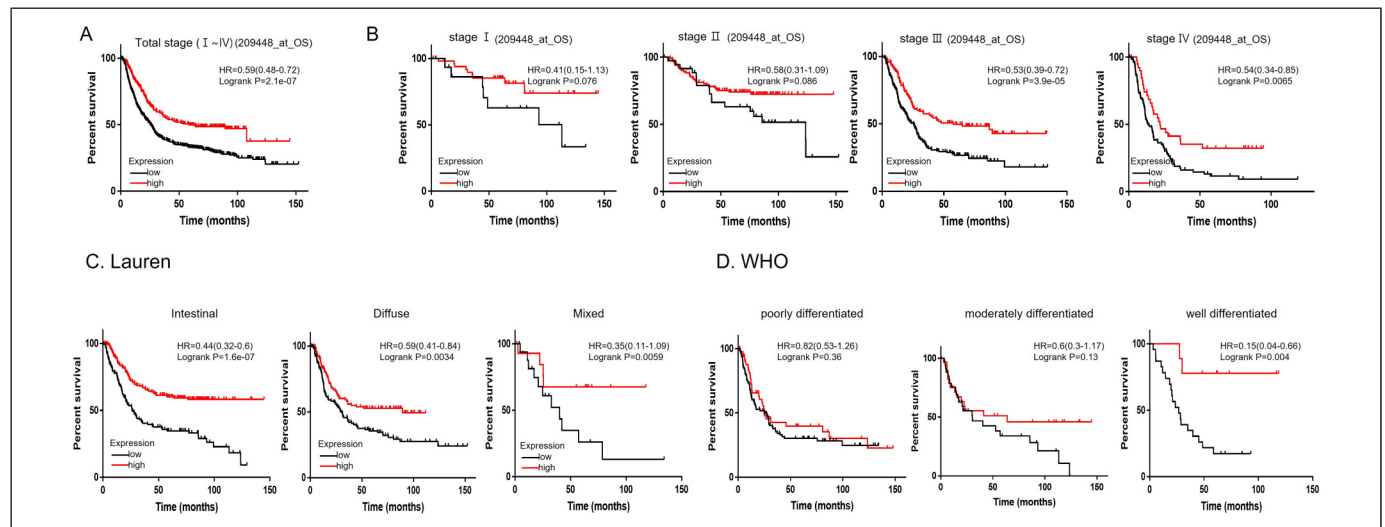 A
Total stage (Ⅰ~Ⅳ)(209448_at_OS)
HR=0.59(0.48-0.72)
Logrank P=2.1e-07
Percent survival
100
50
0
Expression
low
high
0 50 100 150
Time (months)
B
stage Ⅰ (209448_at_OS)
HR=0.41(0.15-1.13)
Logrank P=0.076
Percent survival
100
50
0
Expression
low
high
0 50 100 150
Time (months)
stage Ⅱ (209448_at_OS)
HR=0.58(0.31-1.09)
Logrank P=0.086
Percent survival
100
50
0
Expression
low
high
0 50 100 150
Time (months)
stage Ⅲ (209448_at_OS)
HR=0.53(0.39-0.72)
Logrank P=3.9e-05
Percent survival
100
50
0
Expression
low
high
0 50 100 150
Time (months)
stage Ⅳ (209448_at_OS)
HR=0.54(0.34-0.85)
Logrank P=0.0065
Percent survival
100
50
0
Expression
low
high
0 50 100
Time (months)
C. Lauren
Intestinal
HR=0.44(0.32-0.6)
Logrank P=1.6e-07
Percent survival
100
50
0
Expression
low
high
0 50 100 150
Time (months)
Diffuse
HR=0.59(0.41-0.84)
Logrank P=0.0034
Percent survival
100
50
0
Expression
low
high
0 50 100 150
Time (months)
Mixed
HR=0.35(0.11-1.09)
Logrank P=0.0059
Percent survival
100
50
0
Expression
low
high
0 50 100 150
Time (months)
D. WHO
poorly differentiated
HR=0.82(0.53-1.26)
Logrank P=0.36
Percent survival
100
50
0
Expression
low
high
0 50 100 150
Time (months)
moderately differentiated
HR=0.6(0.3-1.17)
Logrank P=0.13
Percent survival
100
50
0
Expression
low
high
0 50 100 150
Time (months)
well differentiated
HR=0.15(0.04-0.66)
Logrank P=0.004
Percent survival
100
50
0
Expression
low
high
0 50 100 150
Time (months)